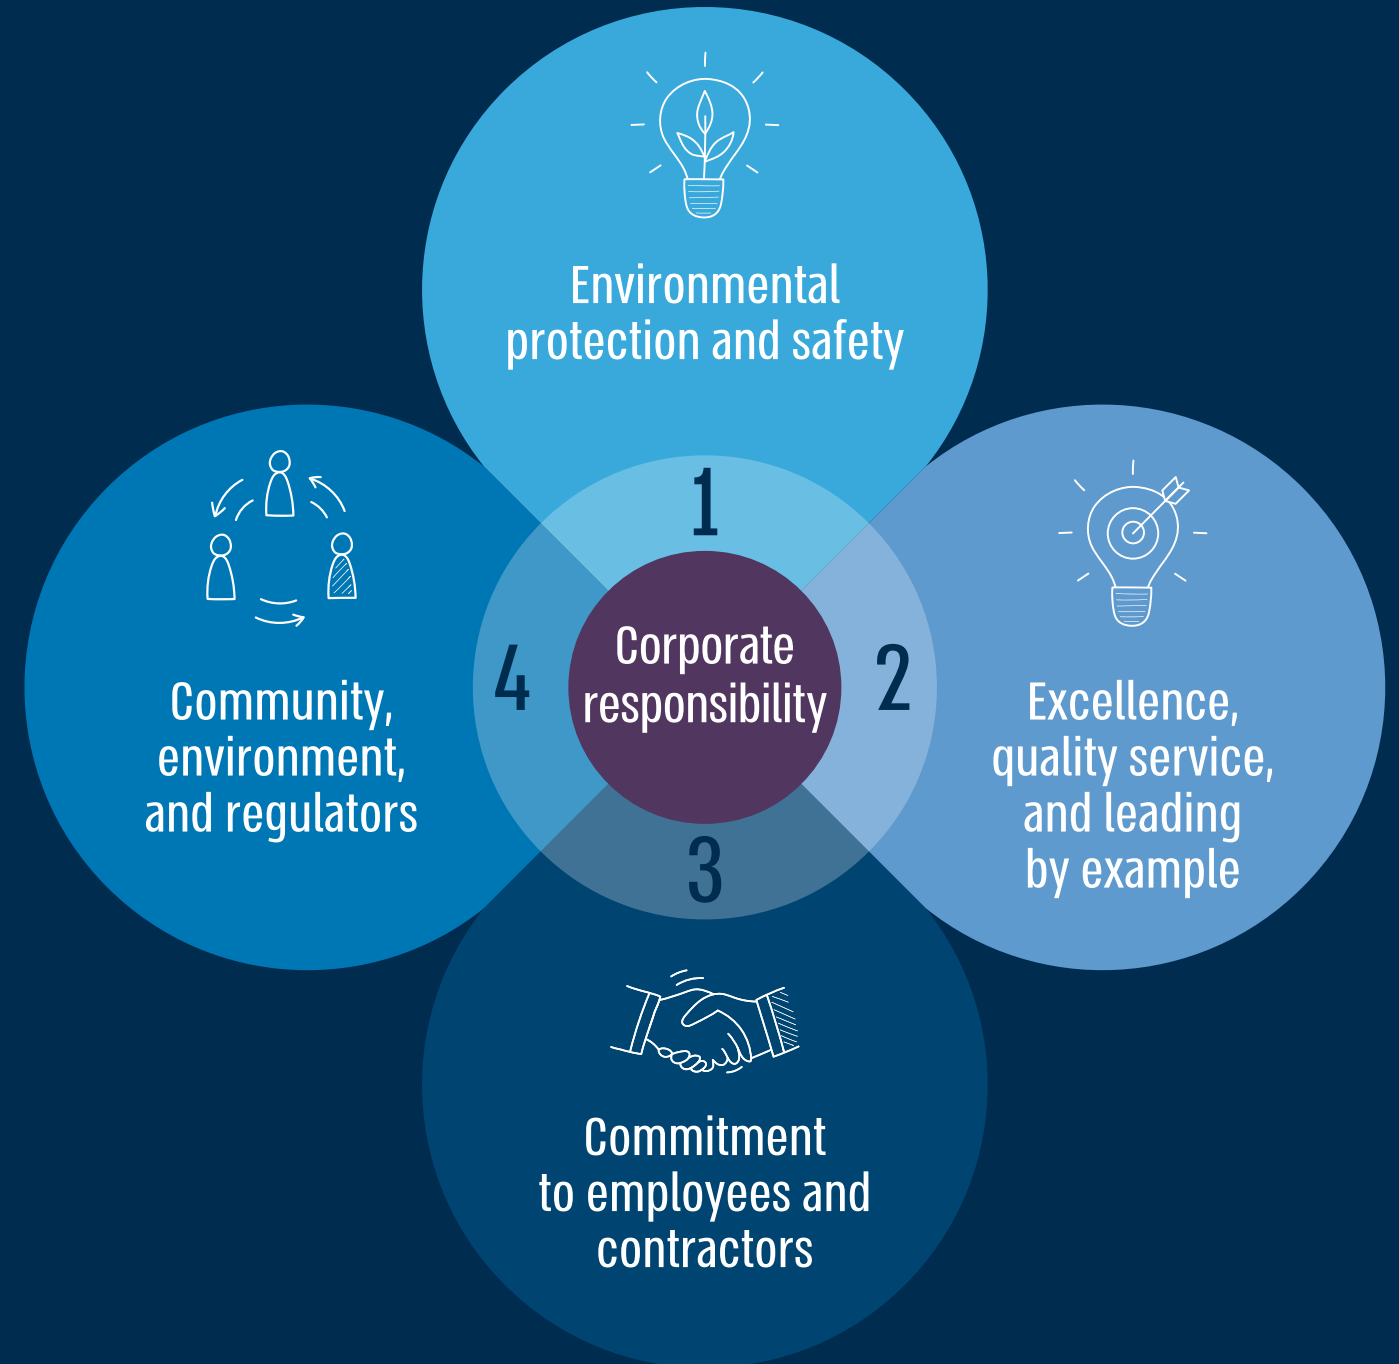 Environmental
protection and safety
1
Corporate
responsibility
2
Excellence,
quality service,
and leading
by example
3
Commitment
to employees and
contractors
4
Community,
environment,
and regulators